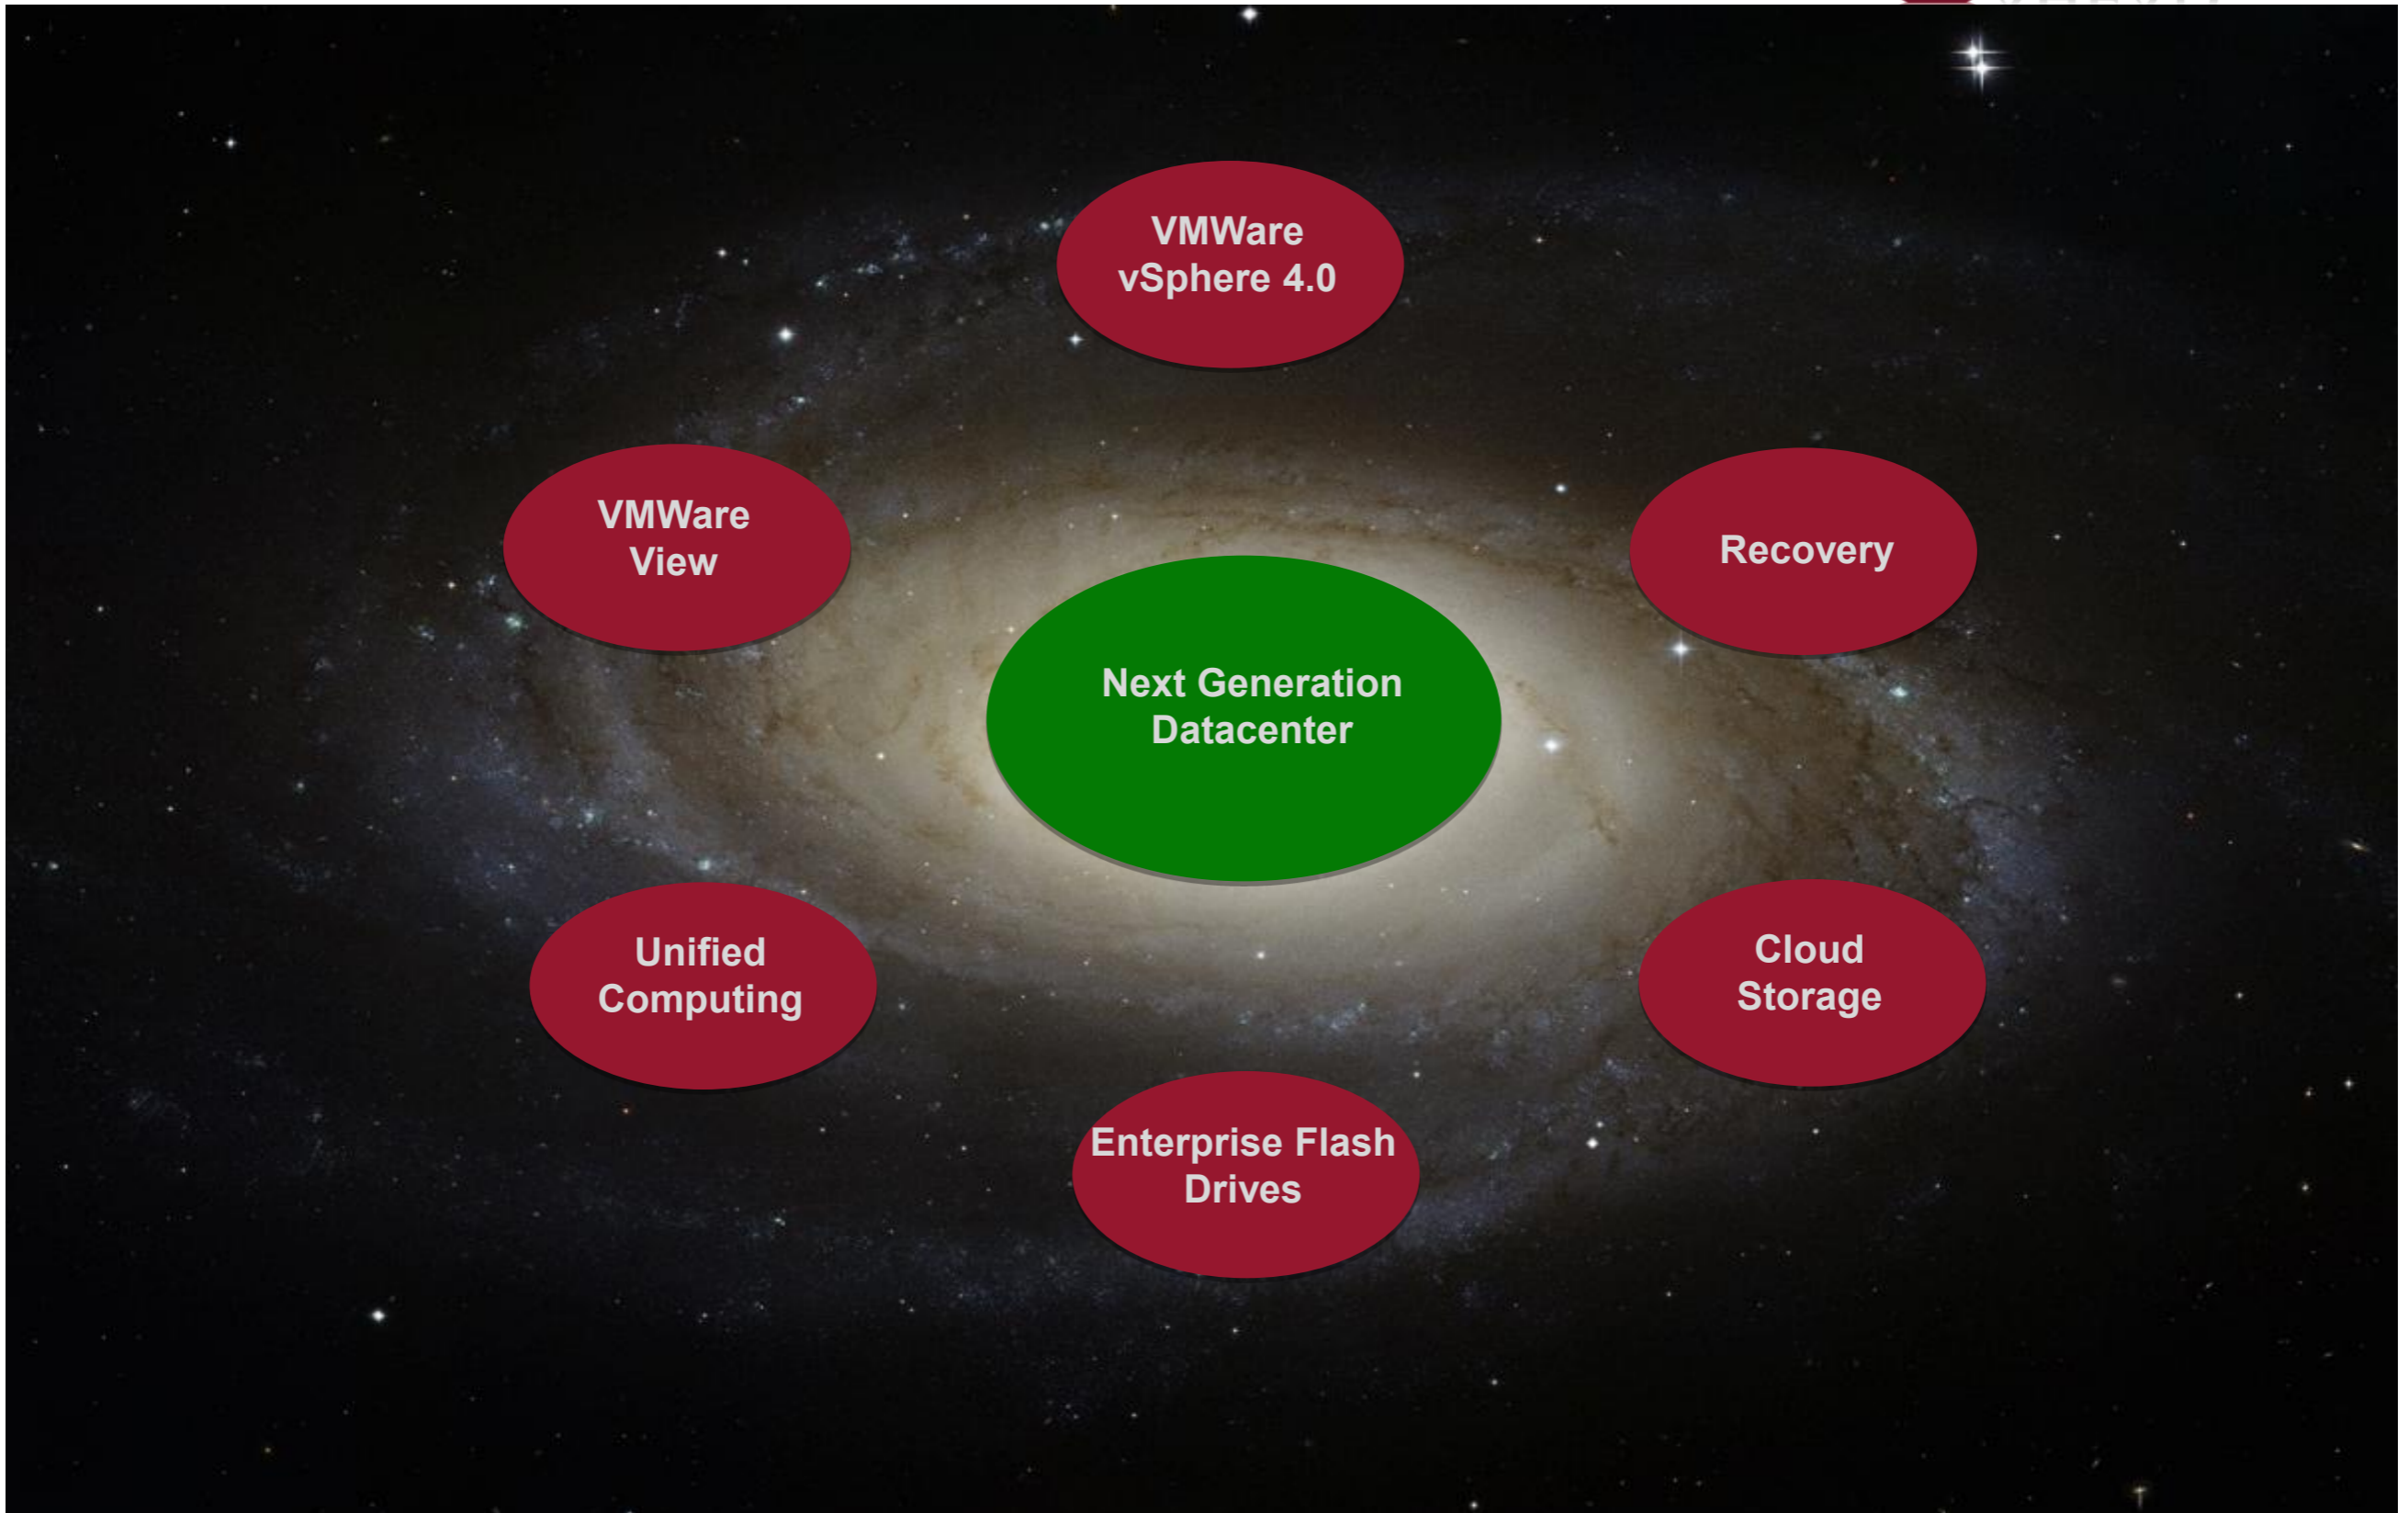 VMWare
vSphere 4.0
VMWare
View
Recovery
Next Generation
Datacenter
Unified
Computing
Cloud
Storage
Enterprise Flash
Drives